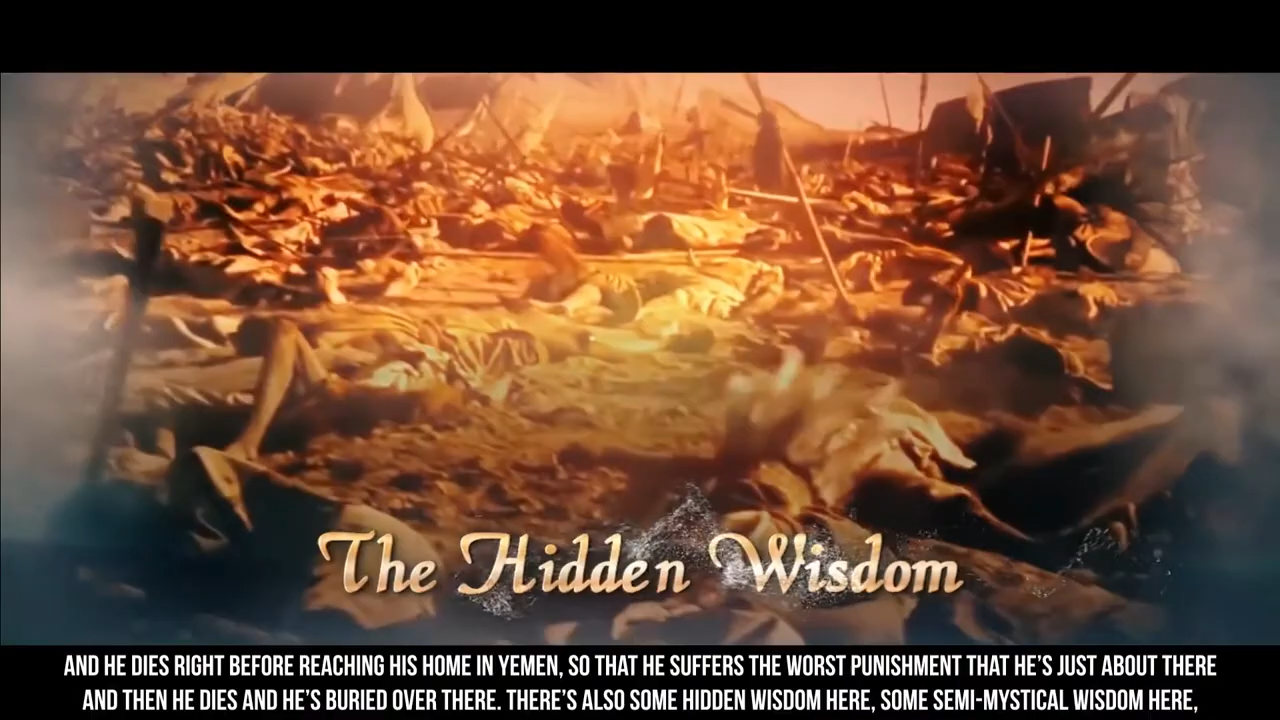 The Hidden Wisdom
AND HE DIES RIGHT BEFORE REACHING HIS HOME IN YEMEN, SO THAT HE SUFFERS THE WORST PUNISHMENT THAT HE'S JUST ABOUT THERE
AND THEN HE DIES AND HE'S BURIED OVER THERE. THERE'S ALSO SOME HIDDEN WISDOM HERE, SOME SEMI-MYSTICAL WISDOM HERE,